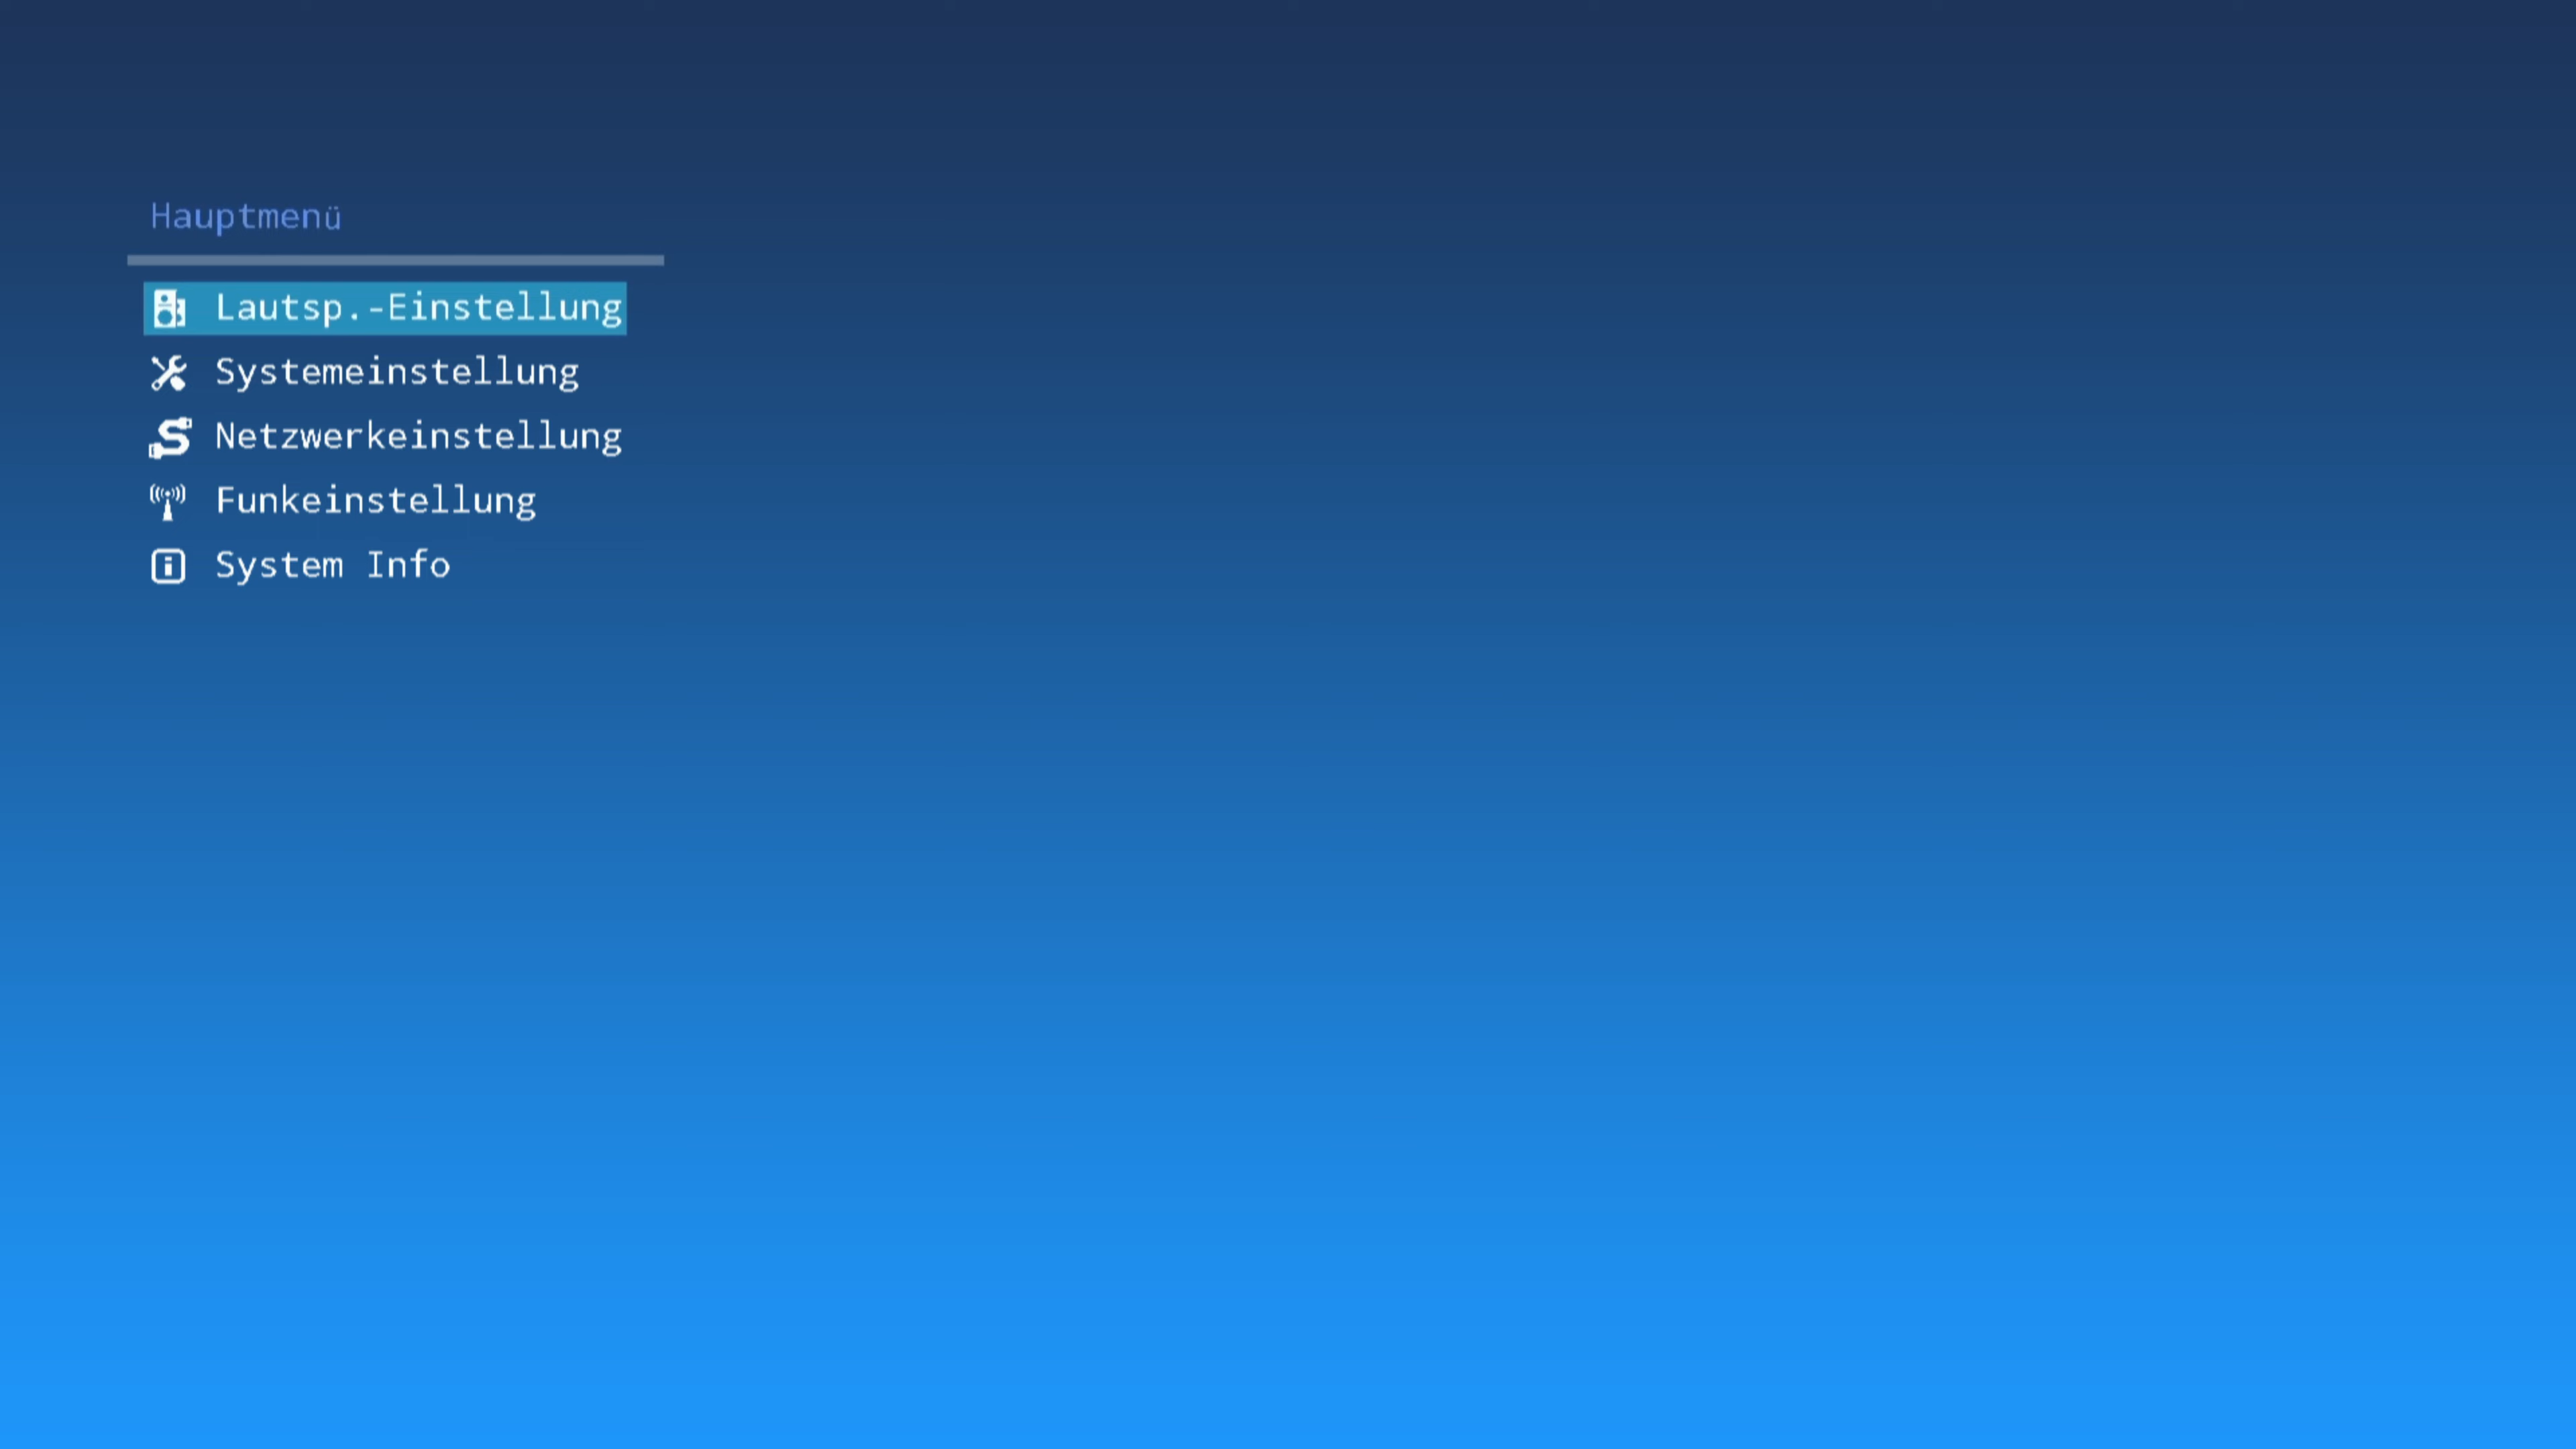 Hauptmenü
Lautsp.-Einstellung
Systemeinstellung
Netzwerkeinstellung
Funkeinstellung
System Info